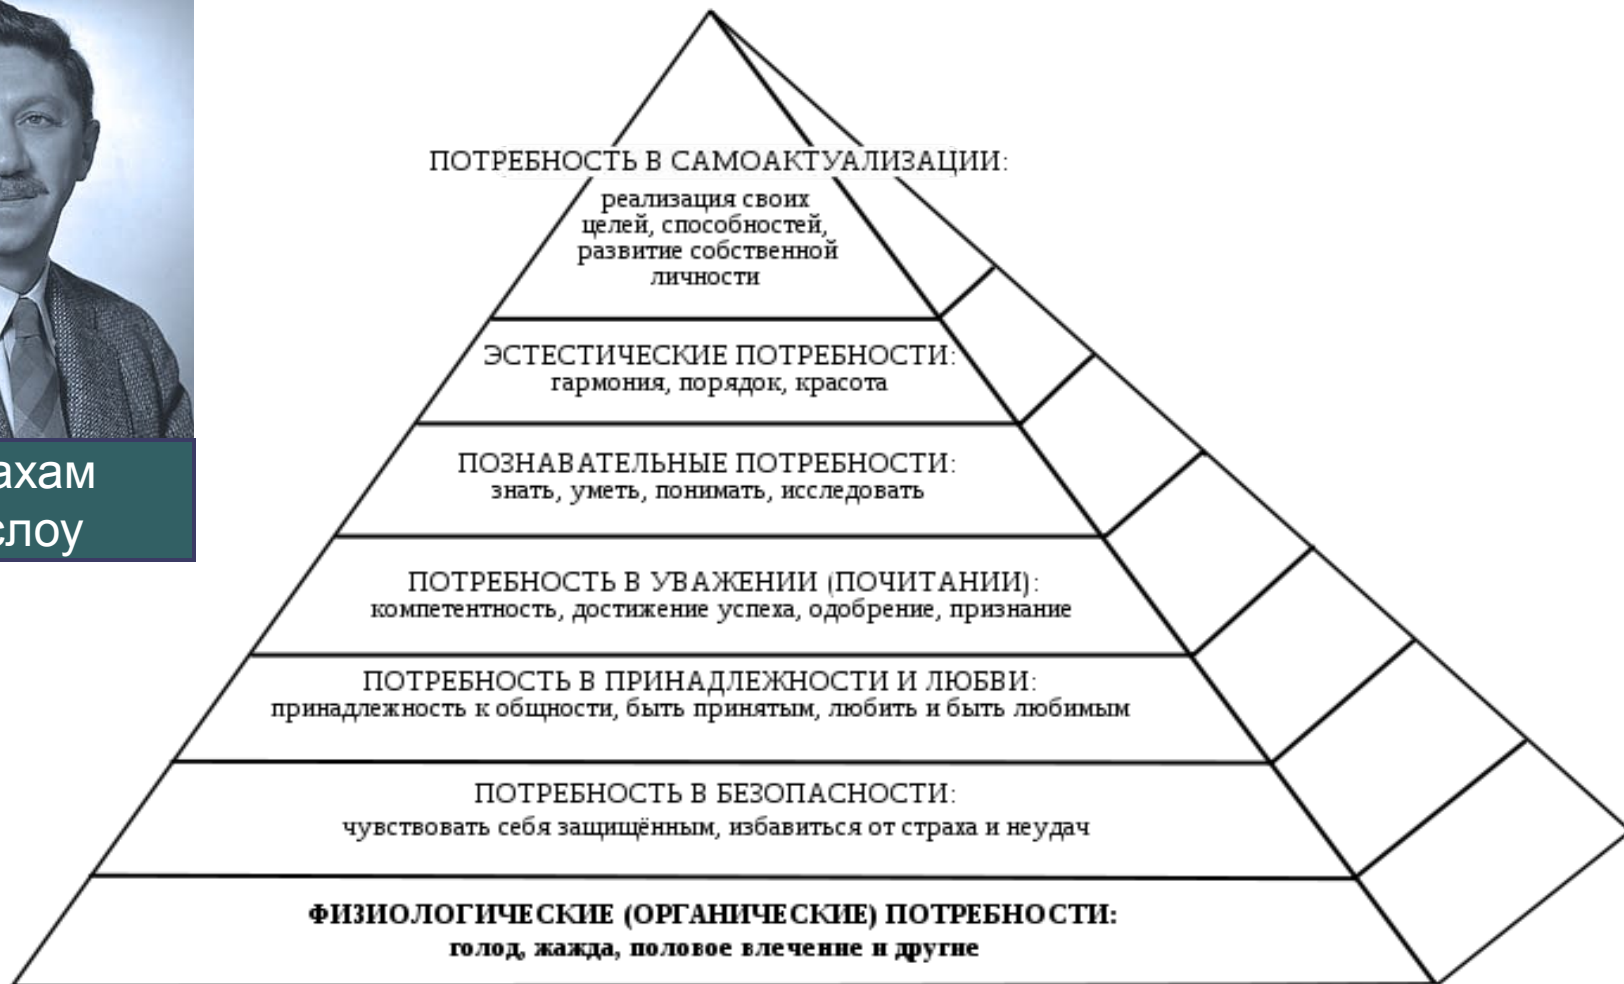 ахам
слоу
ПОТРЕБНОСТЬ В САМОАКТУАЛИЗАЦИИ:
реализация своих
целей, способностей,
развитие собственной
личности
ЭСТЕСТИЧЕСКИЕ ПОТРЕБНОСТИ:
гармония, порядок, красота
ПОЗНАВАТЕЛЬНЫЕ ПОТРЕБНОСТИ:
знать, уметь, понимать, исследовать
ПОТРЕБНОСТЬ В УВАЖЕНИИ (ПОЧИТАНИИ):
компетентность, достижение успеха, одобрение, признание
ПОТРЕБНОСТЬ В ПРИНАДЛЕЖНОСТИ И ЛЮБВИ:
принадлежность к общности, быть принятым, любить и быть любимым
ПОТРЕБНОСТЬ В БЕЗОПАСНОСТИ:
чувствовать себя защищённым, избавиться от страха и неудач
ФИЗИОЛОГИЧЕСКИЕ (ОРГАНИЧЕСКИЕ) ПОТРЕБНОСТИ:
голод, жажда, половое влечение и другие